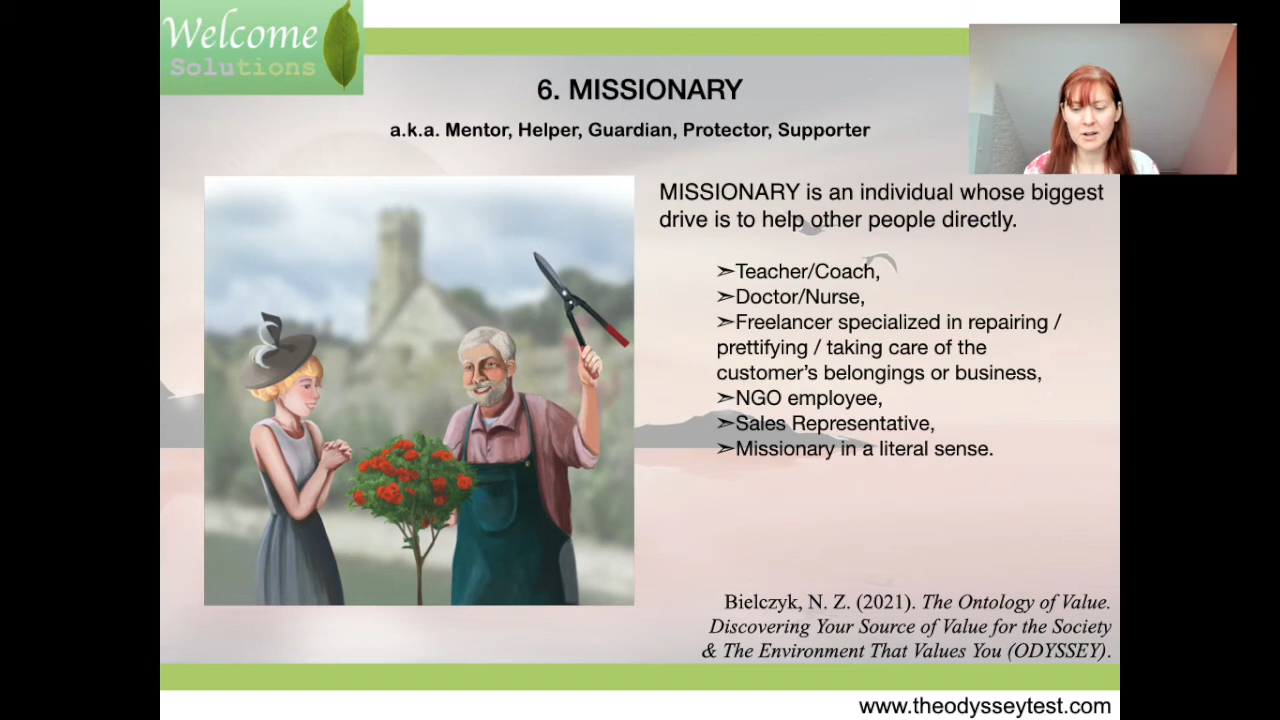 Welcome
Solutions
6. MISSIONARY
a.k.a. Mentor, Helper, Guardian, Protector, Supporter
MISSIONARY is an individual whose biggest
drive is to help other people directly.
➣Teacher/Coach,
➣Doctor/Nurse,
➣Freelancer specialized in repairing /
prettifying / taking care of the
customer's belongings or business,
➣NGO employee,
➣Sales Representative,
➣Missionary in a literal sense.
Bielczyk, N. Z. (2021). The Ontology of Value.
Discovering Your Source of Value for the Society
& The Environment That Values You (ODYSSEY).
www.theodysseytest.com